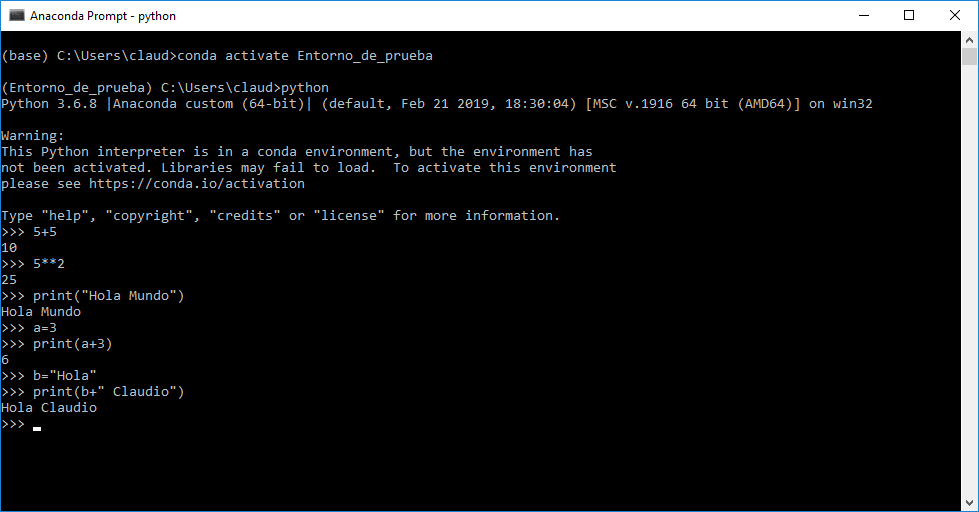 Anaconda Prompt - python
(base) C:\Users\claud>conda activate Entorno_de_prueba
(Entorno_de_prueba) C:\Users\claud>python
Python 3.6.8 |Anaconda custom (64-bit)| (default, Feb 21 2019, 18:30:04) [MSC v.1916 64 bit (AMD64)] on win32
Warning:
This Python interpreter is in a conda environment, but the environment has
not been activated. Libraries may fail to load.  To activate this environment
please see https://conda.io/activation
Type "help", "copyright", "credits" or "license" for more information.
>>> 5+5
10
>>> 5**2
25
>>> print("Hola Mundo")
Hola Mundo
>>> a=3
>>> print(a+3)
6
>>> b="Hola"
>>> print(b+" Claudio")
Hola Claudio
>>>